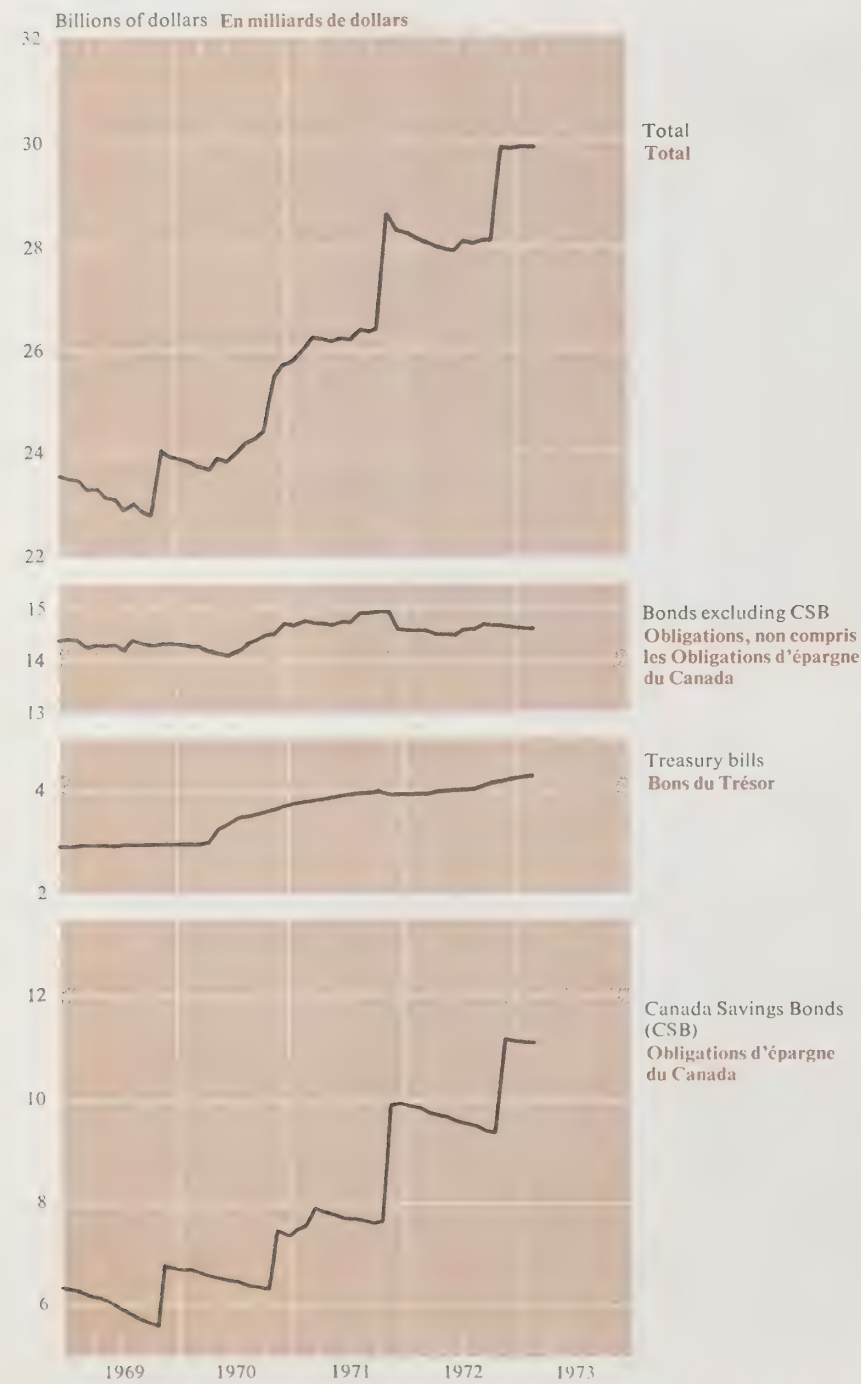 Billions of dollars En milliards de dollars
32
30
28
26
24
22
Total
Total
15
14
13
Bonds excluding CSB
Obligations, non compris
les Obligations d'épargne
du Canada
4
2
Treasury bills
Bons du Trésor
12
10
8
6
Canada Savings Bonds
(CSB)
Obligations d'épargne
du Canada
1969 1970 1971 1972 1973